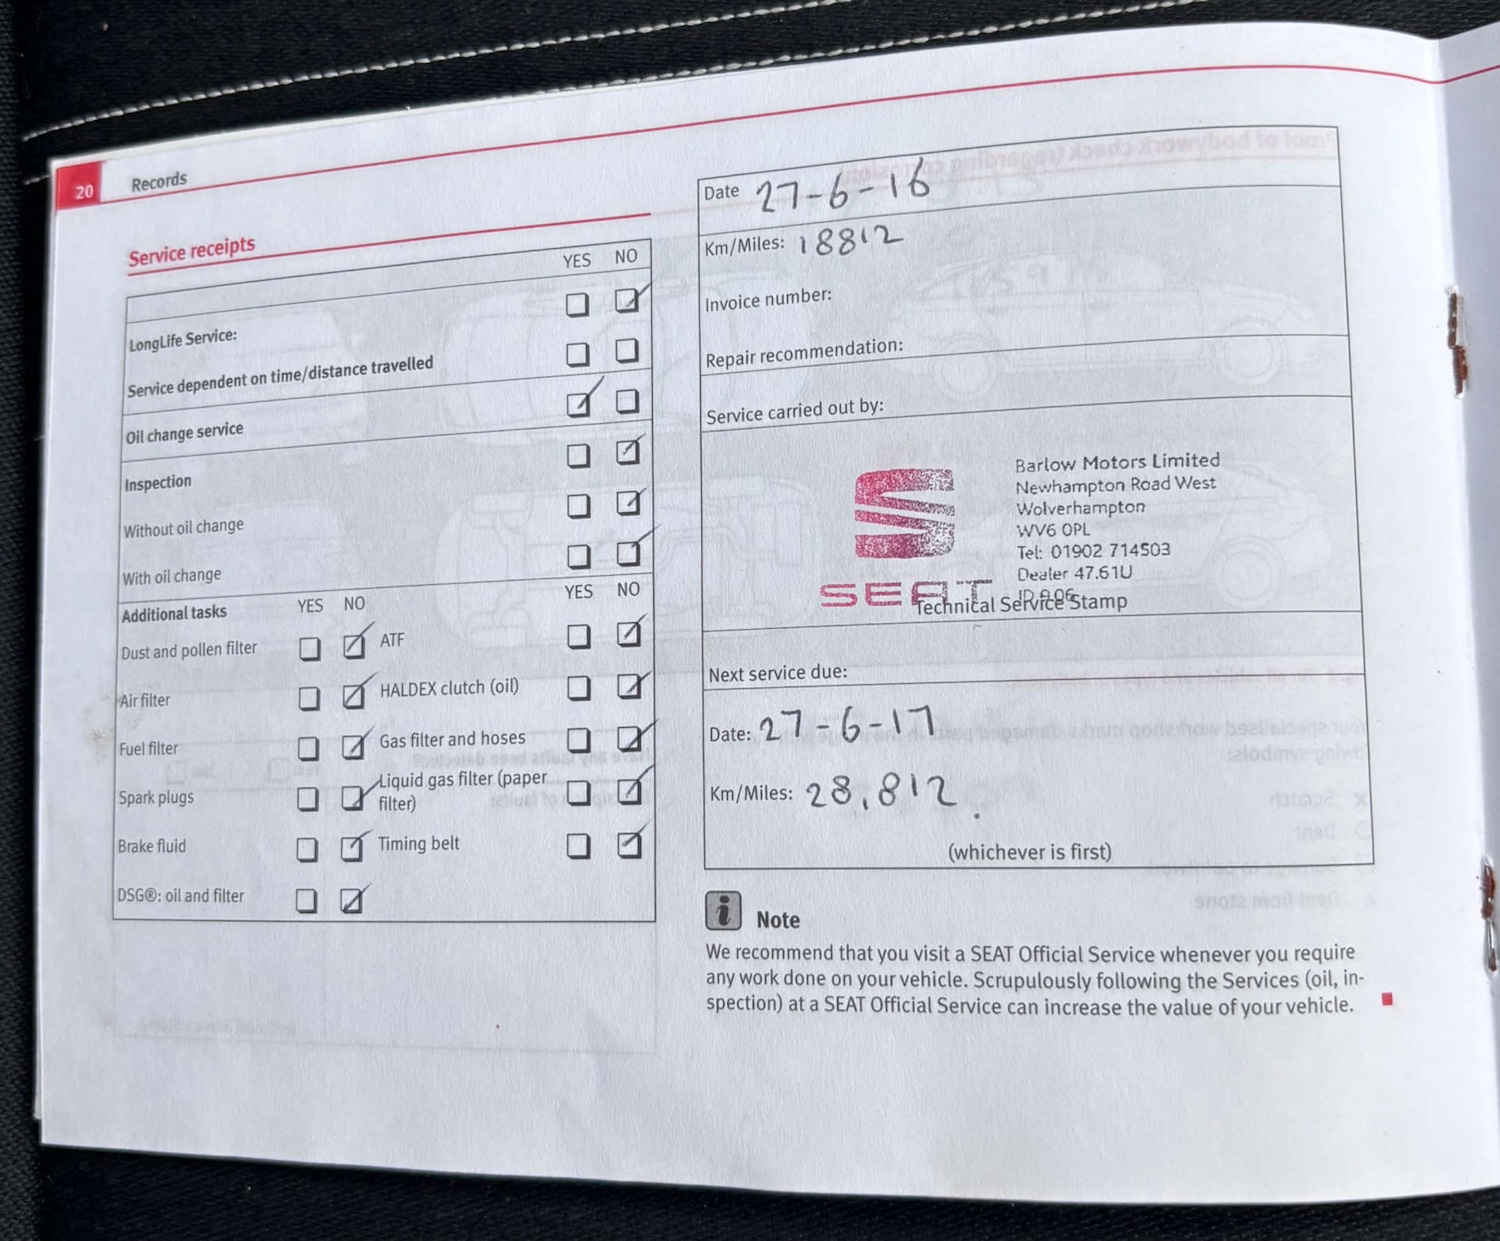 20 Records
Service receipts
YES NO
LongLife Service:
Service dependent on time/distance travelled
Oil change service
Inspection
Without oil change
With oil change
Additional tasks YES NO YES NO
Dust and pollen filter ATF
Air filter HALDEX clutch (oil)
Fuel filter Gas filter and hoses
Spark plugs Liquid gas filter (paper
filter)
Brake fluid Timing belt
DSG®: oil and filter
Date 27-6-16
Km/Miles: 18812
Invoice number:
Repair recommendation:
Service carried out by:
SEAT
Barlow Motors Limited
Newhampton Road West
Wolverhampton
WV6 0PL
Tel: 01902 714503
Dealer 47.61U
Technical Service Stamp
Next service due:
Date: 27-6-17
Km/Miles: 28,812.
(whichever is first)
i Note
We recommend that you visit a SEAT Official Service whenever you require
any work done on your vehicle. Scrupulously following the Services (oil, in-
spection) at a SEAT Official Service can increase the value of your vehicle.